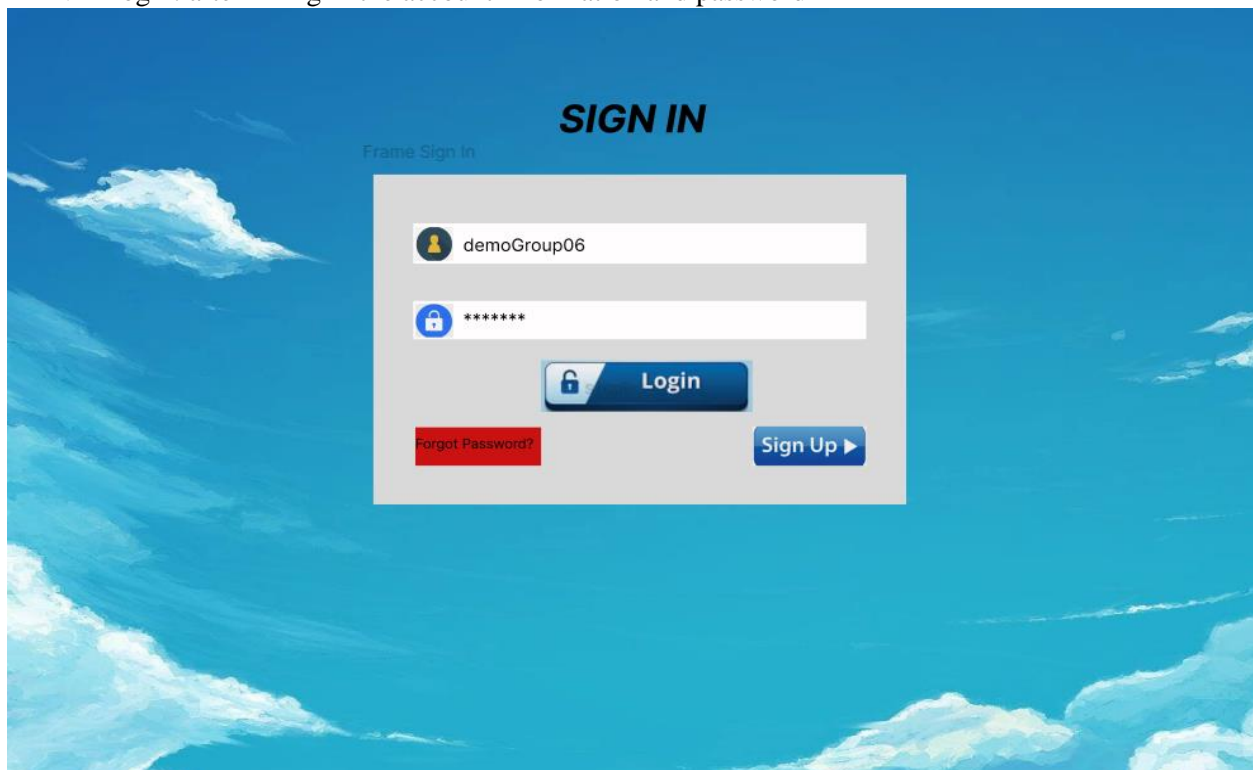 SIGN IN
Frame Sign In
demoGroup06
*******
Login
Forgot Password?
Sign Up